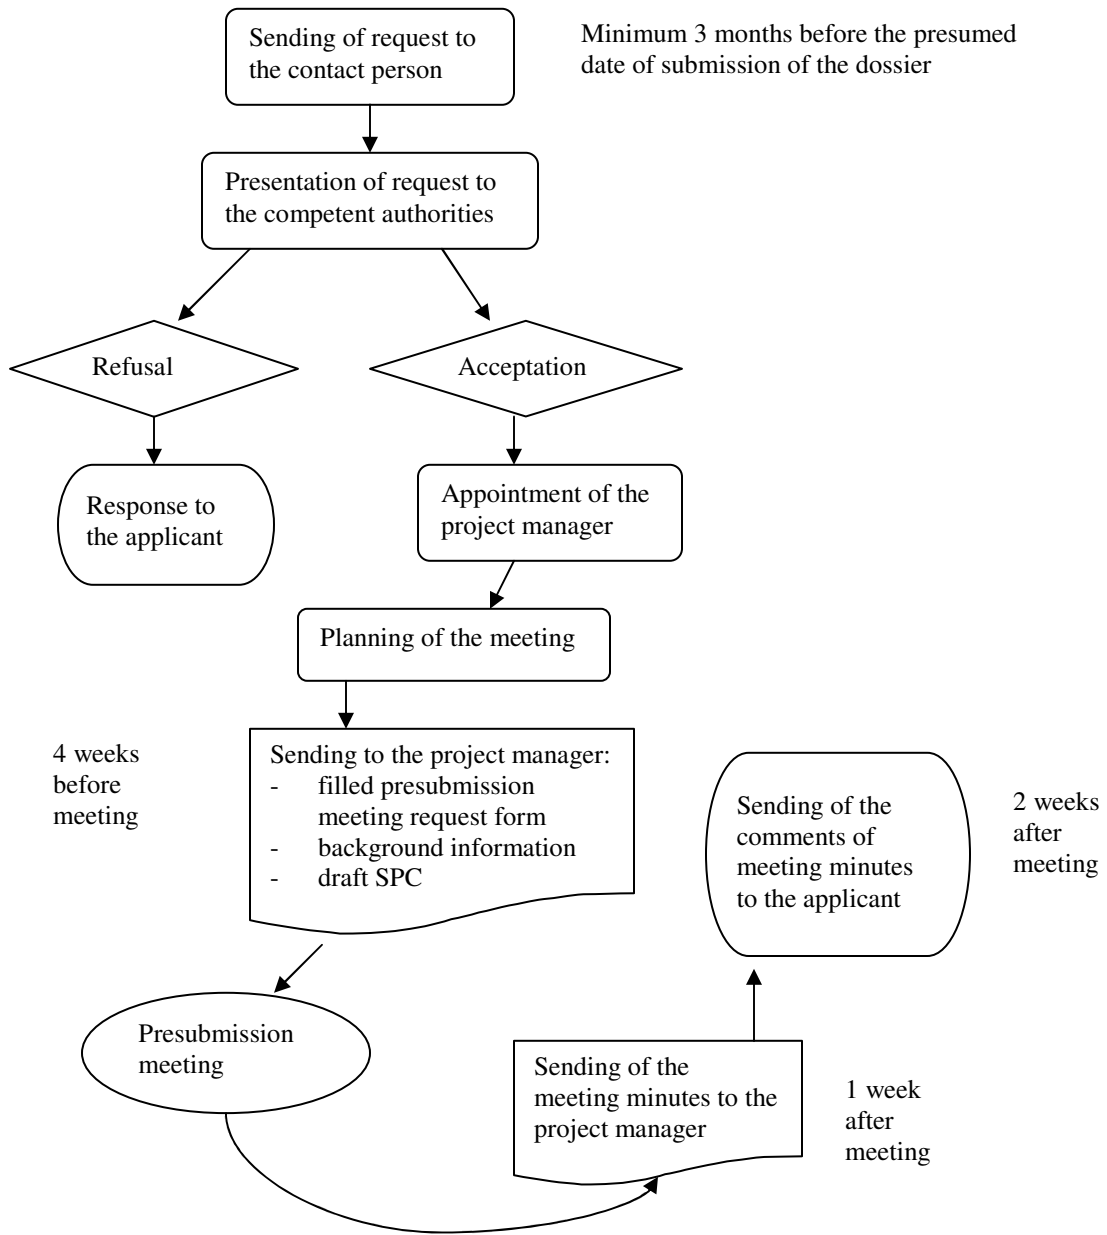 Sending of request to
the contact person
Minimum 3 months before the presumed
date of submission of the dossier
Presentation of request to
the competent authorities
Refusal
Acceptation
Response to
the applicant
Appointment of the
project manager
Planning of the meeting
4 weeks
before
meeting
Sending to the project manager:
- filled presubmission
meeting request form
- background information
- draft SPC
Sending of the
comments of
meeting minutes
to the applicant
2 weeks
after
meeting
Presubmission
meeting
Sending of the
meeting minutes to the
project manager
1 week
after
meeting